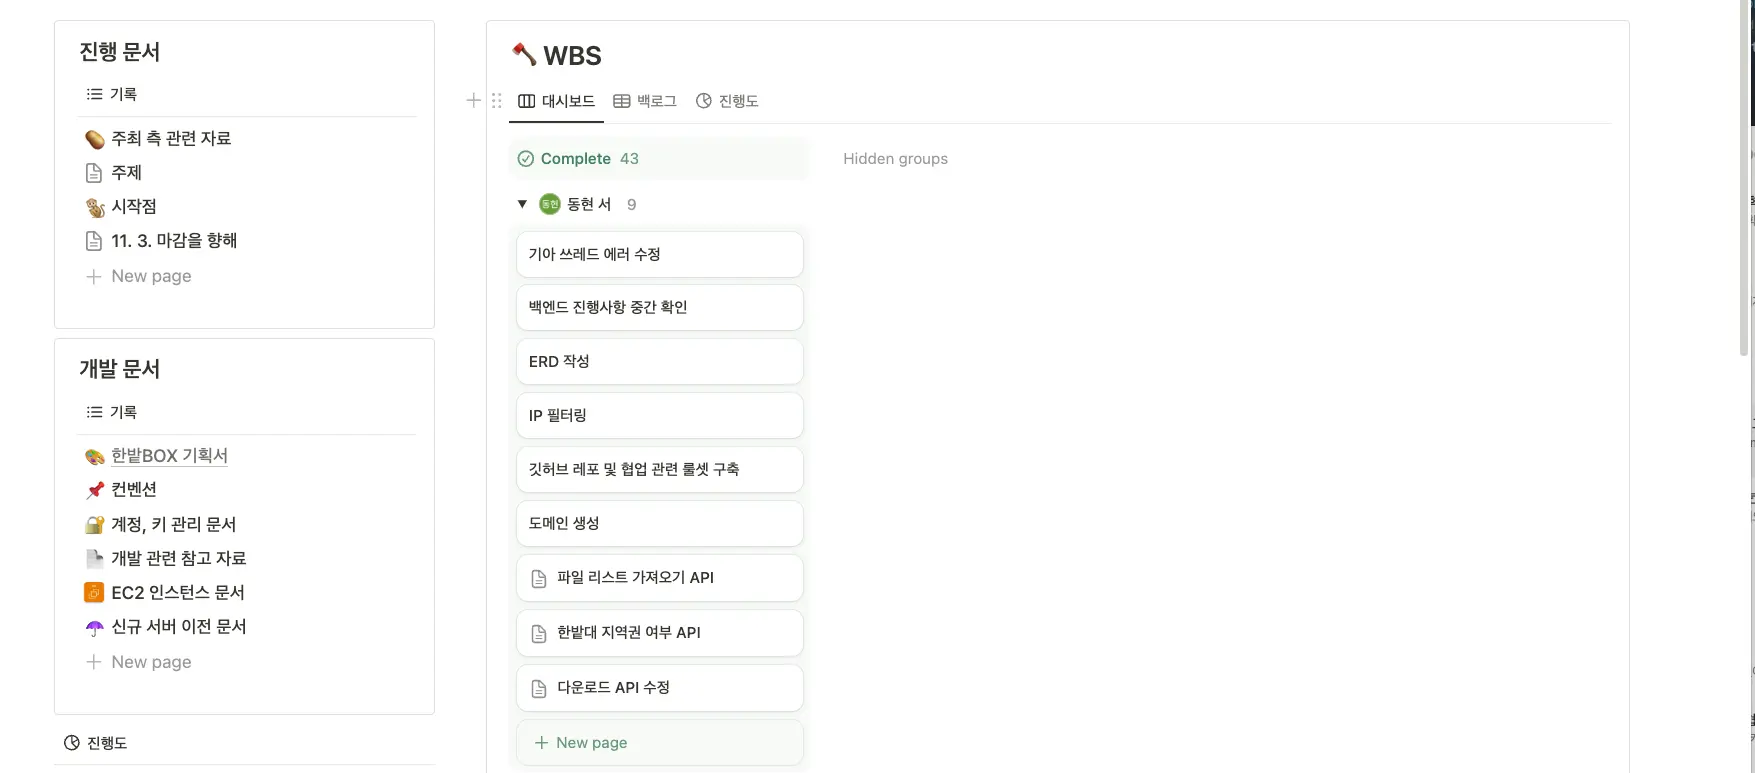 진행 문서
기록
주최 측 관련 자료
주제
시작점
11. 3. 마감을 향해
New page
개발 문서
기록
한밭BOX 기획서
컨벤션
계정, 키 관리 문서
개발 관련 참고 자료
EC2 인스턴스 문서
신규 서버 이전 문서
New page
진행도
WBS
대시보드 백로그 진행도
Complete 43 Hidden groups
동현 동현 서 9
기아 쓰레드 에러 수정
백엔드 진행사항 중간 확인
ERD 작성
IP 필터링
깃허브 레포 및 협업 관련 룰셋 구축
도메인 생성
파일 리스트 가져오기 API
한밭대 지역권 여부 API
다운로드 API 수정
New page